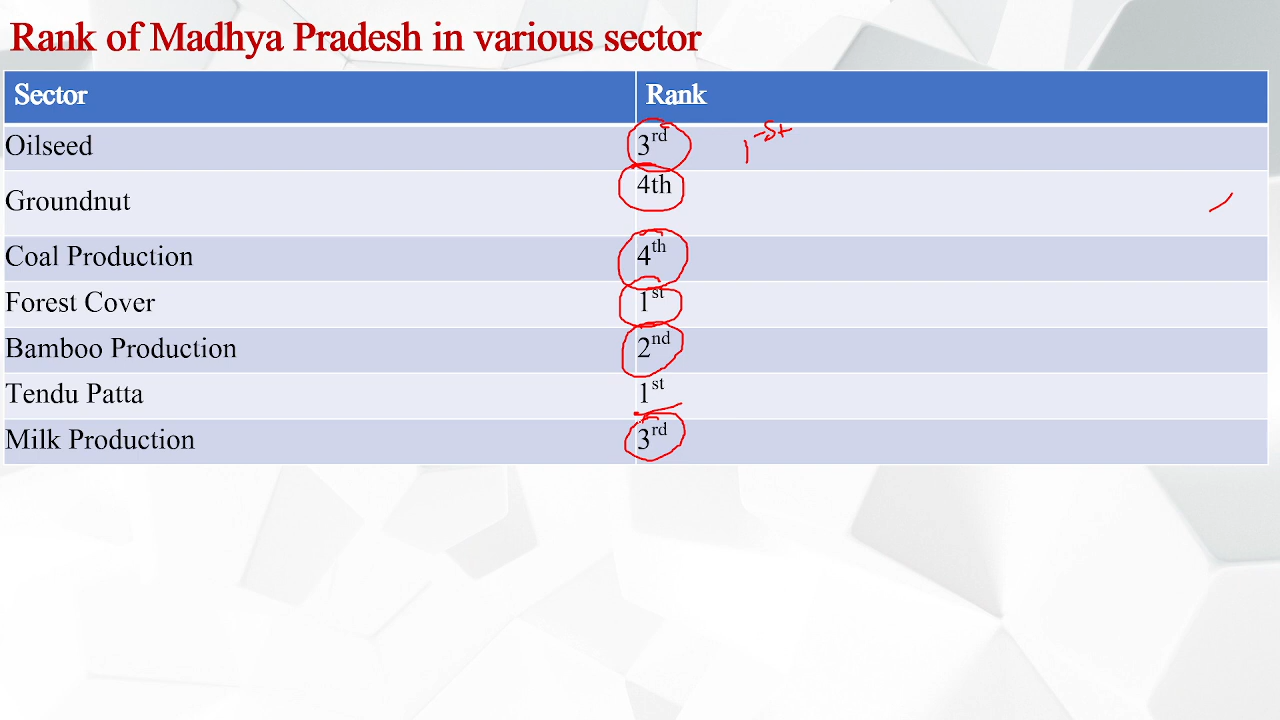 Rank of Madhya Pradesh in various sector
Sector Rank
Oilseed 3rd 1st
Groundnut 4th
Coal Production 4th
Forest Cover 1st
Bamboo Production 2nd
Tendu Patta 1st
Milk Production 3rd